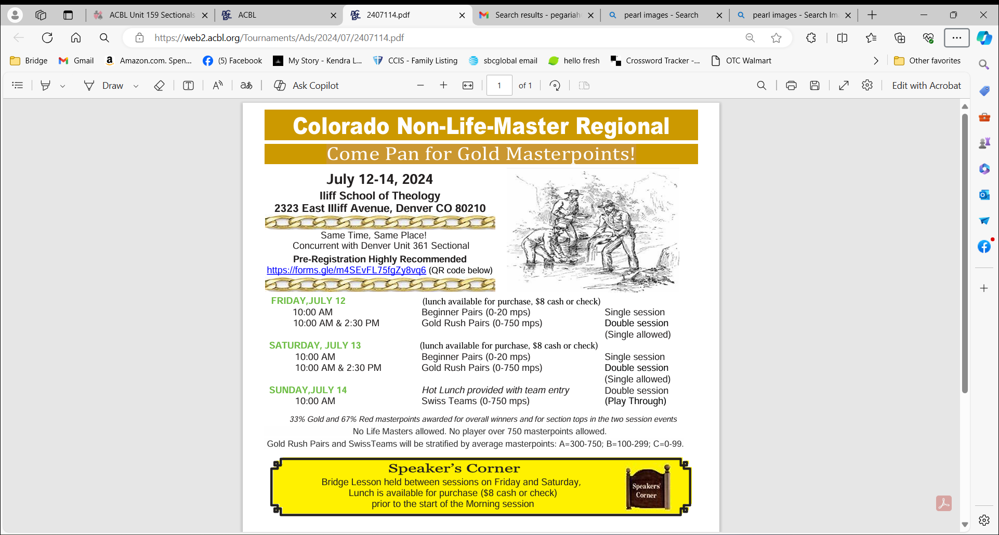 ACBL Unit 159 Sectionals
ACBL
2407114.pdf
Search results - pegariah
pearl images - Search
pearl images - Search Im
https://web2.acbl.org/Tournaments/Ads/2024/07/2407114.pdf
Bridge
Gmail
Amazon.com. Spen...
(5) Facebook
My Story - Kendra L...
CCIS - Family Listing
sbcglobal email
hello fresh
Crossword Tracker -...
OTC Walmart
Other favorites
Draw
Ask Copilot
1 of 1
Edit with Acrobat
Colorado Non-Life-Master Regional
Come Pan for Gold Masterpoints!
July 12-14, 2024
Iliff School of Theology
2323 East Illiff Avenue, Denver CO 80210
Same Time, Same Place!
Concurrent with Denver Unit 361 Sectional
Pre-Registration Highly Recommended
https://forms.gle/m4SEvFL75fgZy8vq6 (QR code below)
FRIDAY,JULY 12 (lunch available for purchase, $8 cash or check)
10:00 AM Beginner Pairs (0-20 mps) Single session
10:00 AM & 2:30 PM Gold Rush Pairs (0-750 mps) Double session
(Single allowed)
SATURDAY, JULY 13 (lunch available for purchase, $8 cash or check)
10:00 AM Beginner Pairs (0-20 mps) Single session
10:00 AM & 2:30 PM Gold Rush Pairs (0-750 mps) Double session
(Single allowed)
SUNDAY,JULY 14 Hot Lunch provided with team entry Double session
10:00 AM Swiss Teams (0-750 mps) (Play Through)
33% Gold and 67% Red masterpoints awarded for overall winners and for section tops in the two session events
No Life Masters allowed. No player over 750 masterpoints allowed.
Gold Rush Pairs and SwissTeams will be stratified by average masterpoints: A=300-750; B=100-299; C=0-99.
Speaker's Corner
Bridge Lesson held between sessions on Friday and Saturday,
Lunch is available for purchase ($8 cash or check)
prior to the start of the Morning session
Speakers'
Corner